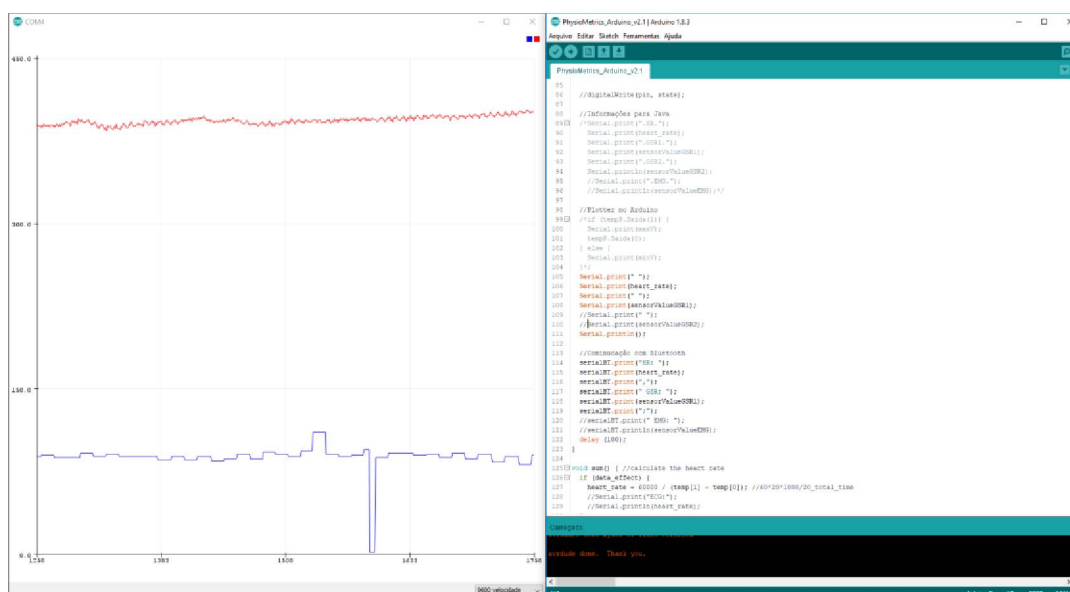 COM4
450.0
300.0
150.0
0.0
1383
1633
9600 velocidade
PhysioMetrics_Arduino_v2.1 | Arduino 1.8.3
Arquivo Editar Sketch Ferramentas Ajuda
PhysioMetrics_Arduino_v2.1
85
86 //digitalWrite(pin, state);
87
88 //Informações para Java
89 /*Serial.print(".HR.");
90 Serial.print(heart_rate);
91 Serial.print(".GSR1.");
92 Serial.print(sensorValueGSR1);
93 Serial.print(".GSR2.");
94 Serial.println(sensorValueGSR2);
95 //Serial.print(".EMG.");
96 //Serial.println(sensorValueEMG);*/
97
98 //Plotter no Arduino
99 /*if (tempF.Saida(1)) {
100 Serial.print(maxV);
101 tempF.Saida(0);
102 } else {
103 Serial.print(minV);
104 }*/
105 Serial.print(" ");
106 Serial.print(heart_rate);
107 Serial.print(" ");
108 Serial.print(sensorValueGSR1);
109 //Serial.print(" ");
110 //Serial.print(sensorValueGSR2);
111 Serial.println();
112
113 //Comunicação com Bluetooth
114 serialBT.print("HR: ");
115 serialBT.print(heart_rate);
116 serialBT.print(",");
117 serialBT.print(" GSR: ");
118 serialBT.print(sensorValueGSR1);
119 serialBT.print(";");
120 //serialBT.print(" EMG: ");
121 //serialBT.println(sensorValueEMG);
122 delay (100);
123 }
124
125 void sum() { //calculate the heart rate
126 if (data_effect) {
127 heart_rate = 60000 / (temp[1] - temp[0]); //60*20*1000/20_total_time
128 //Serial.print("ECG:");
129 //Serial.println(heart_rate);
Carregado.
avrdude done. Thank you.